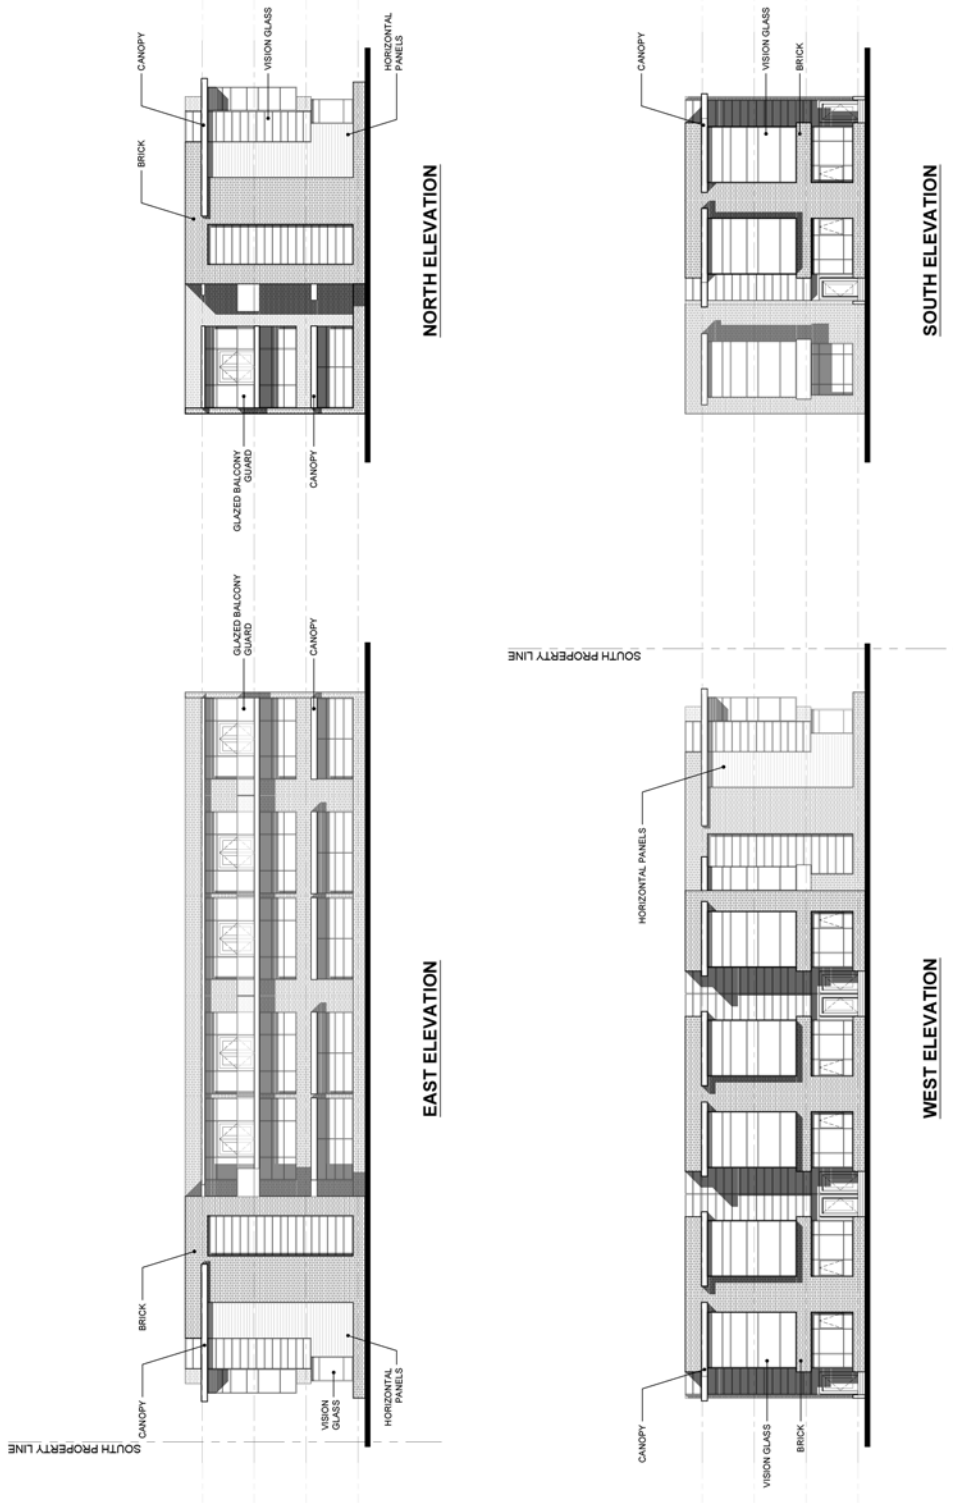 SOUTH PROPERTY LINE
CANOPY
BRICK
VISION
GLASS
HORIZONTAL
PANELS
GLAZED BALCONY
GUARD
CANOPY
EAST ELEVATION
GLAZED BALCONY
GUARD
CANOPY
BRICK
CANOPY
VISION GLASS
HORIZONTAL
PANELS
NORTH ELEVATION
CANOPY
VISION GLASS
BRICK
HORIZONTAL PANELS
SOUTH PROPERTY LINE
WEST ELEVATION
CANOPY
VISION GLASS
BRICK
SOUTH ELEVATION